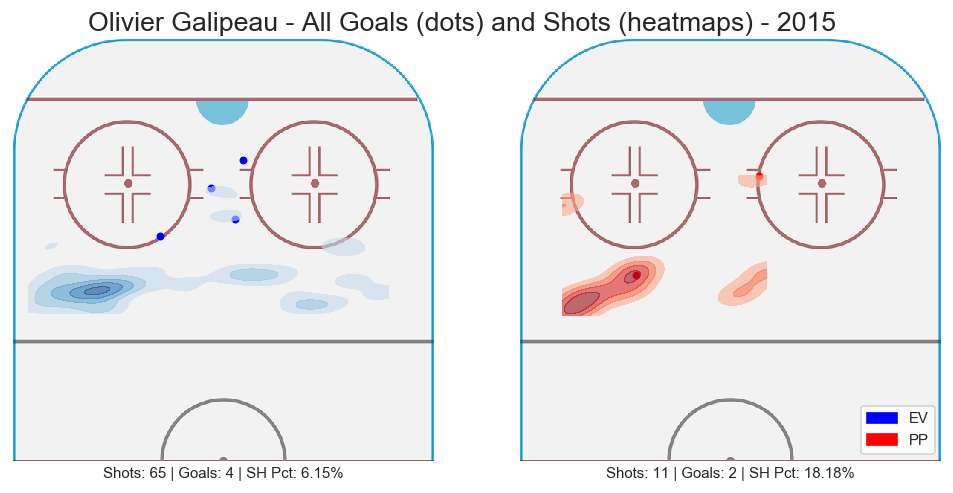 Olivier Galipeau - All Goals (dots) and Shots (heatmaps) - 2015
EV
PP
Shots: 65 | Goals: 4 | SH Pct: 6.15%
Shots: 11 | Goals: 2 | SH Pct: 18.18%